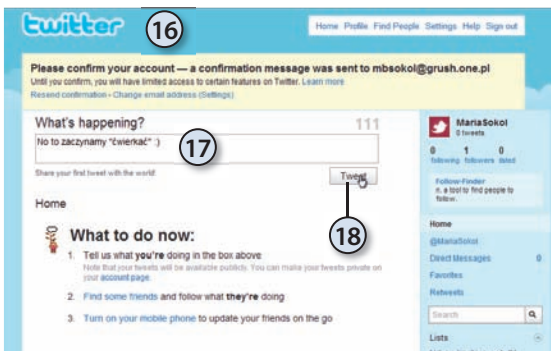 twitter
16
Home Profile Find People Settings Help Sign out
Please confirm your account — a confirmation message was sent to mbsokol@grush.one.pl
Until you confirm, you will have limited access to certain features on Twitter. Learn more
Resend confirmation • Change email address (Settings)
What's happening?
111
No to zaczynamy "ćwierkać" :)
17
Share your first tweet with the world!
Tweet
18
Home
What to do now:
1. Tell us what you're doing in the box above
Note that your tweets will be available publicly. You can make your tweets private on
your account page.
2. Find some friends and follow what they're doing
3. Turn on your mobile phone to update your friends on the go
MariaSokol
0 tweets
0 1 0
following followers listed
Follow Finder
n. a tool to find people to
follow.
Home
@MariaSokol
Direct Messages 0
Favorites
Retweets
Search
Lists